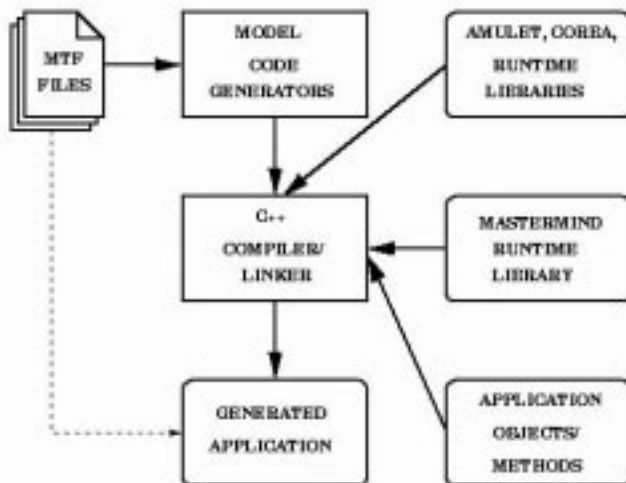 MTF
FILES
MODEL
CODE
GENERATORS
AMULET, CORBA,
RUNTIME
LIBRARIES
C++
COMPILER/
LINKER
MASTERMIND
RUNTIME
LIBRARY
GENERATED
APPLICATION
APPLICATION
OBJECTS/
METHODS